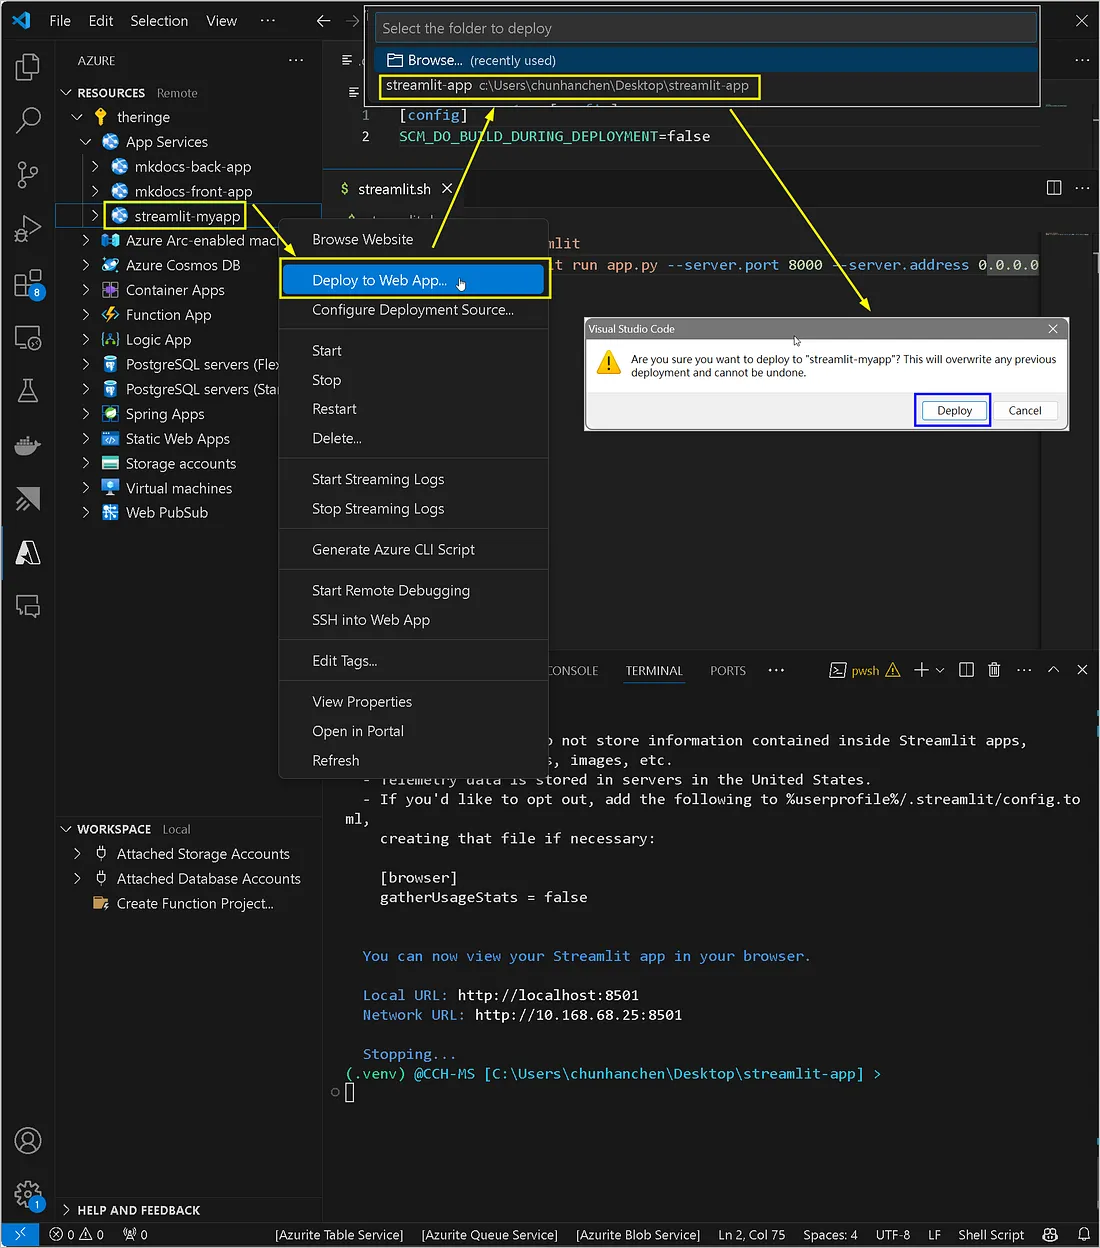 File Edit Selection View ...
Select the folder to deploy
Browse... (recently used)
streamlit-app c:\Users\chunhanchen\Desktop\streamlit-app
AZURE
RESOURCES Remote
theringe
App Services
mkdocs-back-app
mkdocs-front-app
streamlit-myapp
Azure Arc-enabled mac
Azure Cosmos DB
Container Apps
Function App
Logic App
PostgreSQL servers (Flex
PostgreSQL servers (Stan
Spring Apps
Static Web Apps
Storage accounts
Virtual machines
Web PubSub
1 [config]
2 SCM_DO_BUILD_DURING_DEPLOYMENT=false
$ streamlit.sh
mlit
t run app.py --server.port 8000 --server.address 0.0.0.0
Browse Website
Deploy to Web App...
Configure Deployment Source...
Start
Stop
Restart
Delete...
Start Streaming Logs
Stop Streaming Logs
Generate Azure CLI Script
Start Remote Debugging
SSH into Web App
Edit Tags...
View Properties
Open in Portal
Refresh
Visual Studio Code
Are you sure you want to deploy to "streamlit-myapp"? This will overwrite any previous
deployment and cannot be undone.
Deploy Cancel
CONSOLE TERMINAL PORTS ... pwsh
o not store information contained inside Streamlit apps,
s, images, etc.
- Telemetry data is stored in servers in the United States.
- If you'd like to opt out, add the following to %userprofile%/.streamlit/config.to
ml,
creating that file if necessary:
[browser]
gatherUsageStats = false
You can now view your Streamlit app in your browser.
Local URL: http://localhost:8501
Network URL: http://10.168.68.25:8501
Stopping...
(.venv) @CCH-MS [C:\Users\chunhanchen\Desktop\streamlit-app] >
WORKSPACE Local
Attached Storage Accounts
Attached Database Accounts
Create Function Project...
HELP AND FEEDBACK
8
1
0 0 0 [Azurite Table Service] [Azurite Queue Service] [Azurite Blob Service] Ln 2, Col 75 Spaces: 4 UTF-8 LF Shell Script